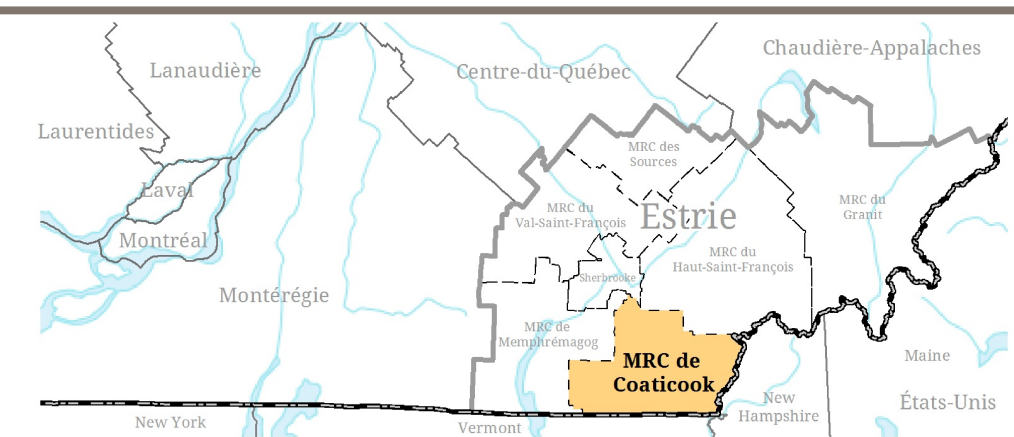 Chaudière-Appalaches
Lanaudière
Centre-du-Québec
Laurentides
MRC des
Sources
Laval
MRC du
Val-Saint-François
Estrie
MRC du
Granit
Montréal
MRC du
Haut-Saint-François
Sherbrooke
Montérégie
MRC de
Memphrémagog
MRC de
Coaticook
Maine
New
Hampshire
États-Unis
New York
Vermont